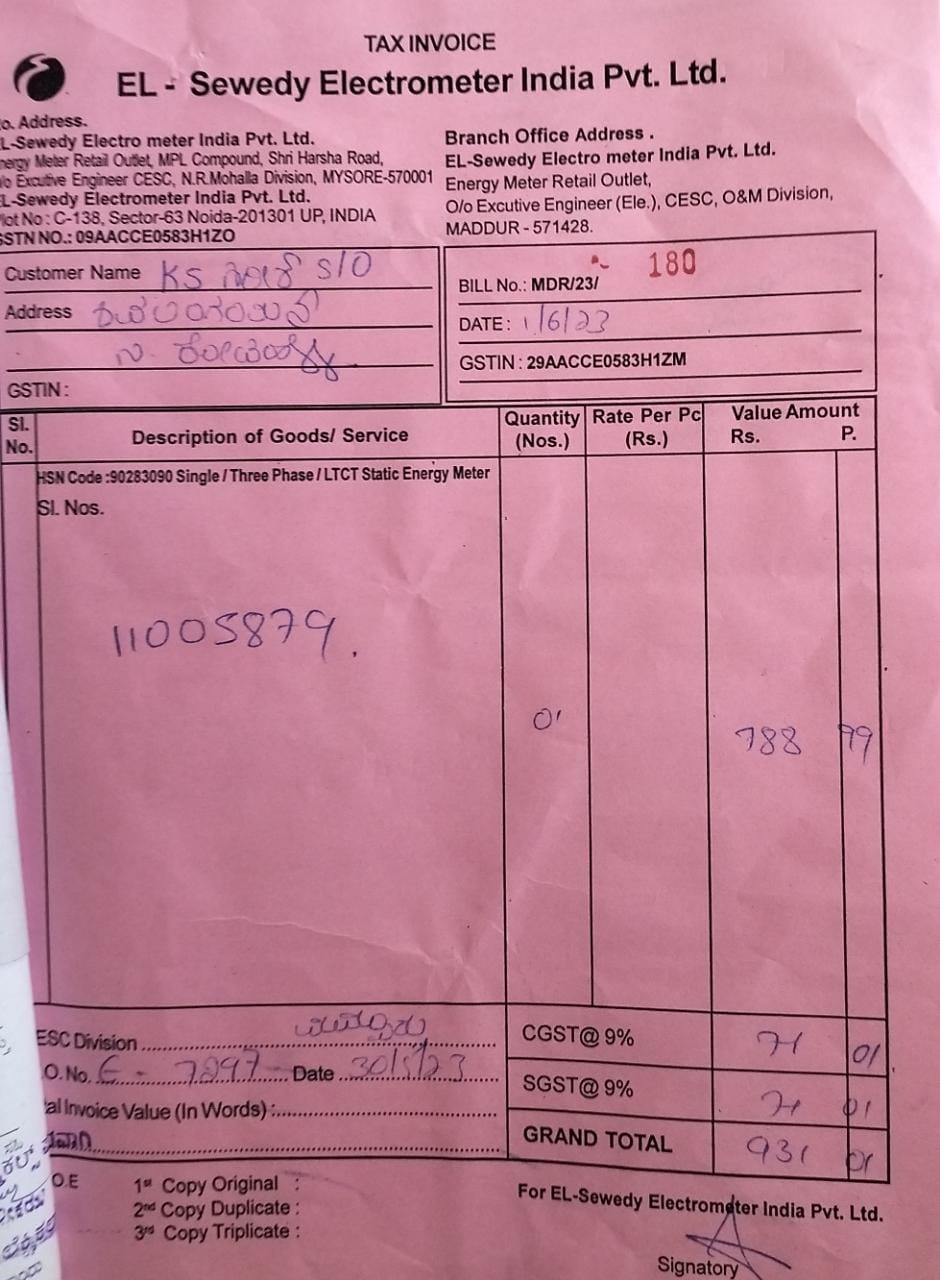 TAX INVOICE
EL - Sewedy Electrometer India Pvt. Ltd.
o. Address.
L-Sewedy Electro meter India Pvt. Ltd.
nergy Meter Retail Outlet, MPL Compound, Shri Harsha Road,
o Excutive Engineer CESC, N.R.Mohalla Division, MYSORE-570001
L-Sewedy Electrometer India Pvt. Ltd.
lot No : C-138, Sector-63 Noida-201301 UP, INDIA
GSTN NO.: 09AACCE0583H1ZO
Branch Office Address .
EL-Sewedy Electro meter India Pvt. Ltd.
Energy Meter Retail Outlet,
O/o Excutive Engineer (Ele.), CESC, O&M Division,
MADDUR - 571428.
Customer Name KS S/O
Address
GSTIN :
BILL No.: MDR/23/ 180
DATE : 1/6/23
GSTIN : 29AACCE0583H1ZM
Sl. No. Description of Goods/ Service Quantity (Nos.) Rate Per Pc (Rs.) Value Amount Rs. P.
HSN Code :90283090 Single / Three Phase / LTCT Static Energy Meter
Sl. Nos.
11005879.
01 788 99
ESC Division
O. No. E - 7297 Date 30/5/23
al Invoice Value (In Words) :
CGST@ 9% 71 01
SGST@ 9% 71 01
GRAND TOTAL 931 01
O.E
1st Copy Original :
2nd Copy Duplicate :
3rd Copy Triplicate :
For EL-Sewedy Electrometer India Pvt. Ltd.
Signatory